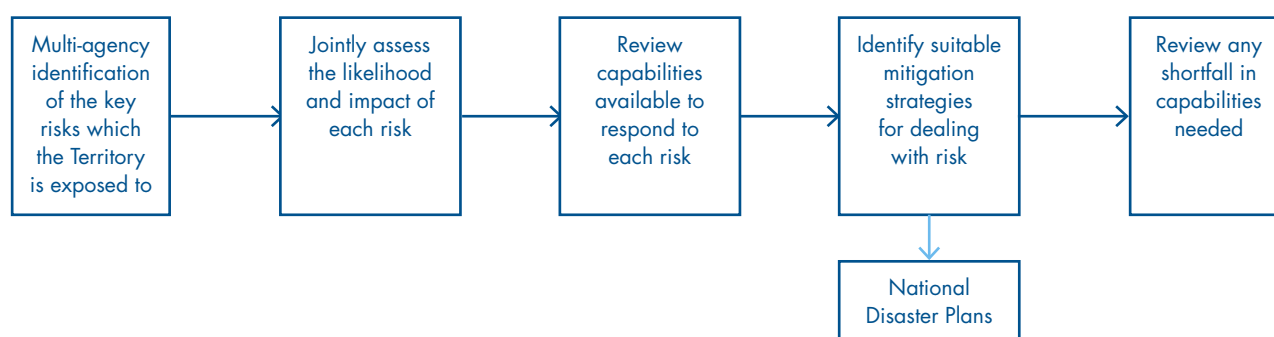 Multi-agency
identification
of the key
risks which
the Territory
is exposed to
Jointly assess
the likelihood
and impact of
each risk
Review
capabilities
available to
respond to
each risk
Identify suitable
mitigation
strategies
for dealing
with risk
Review any
shortfall in
capabilities
needed
National
Disaster Plans